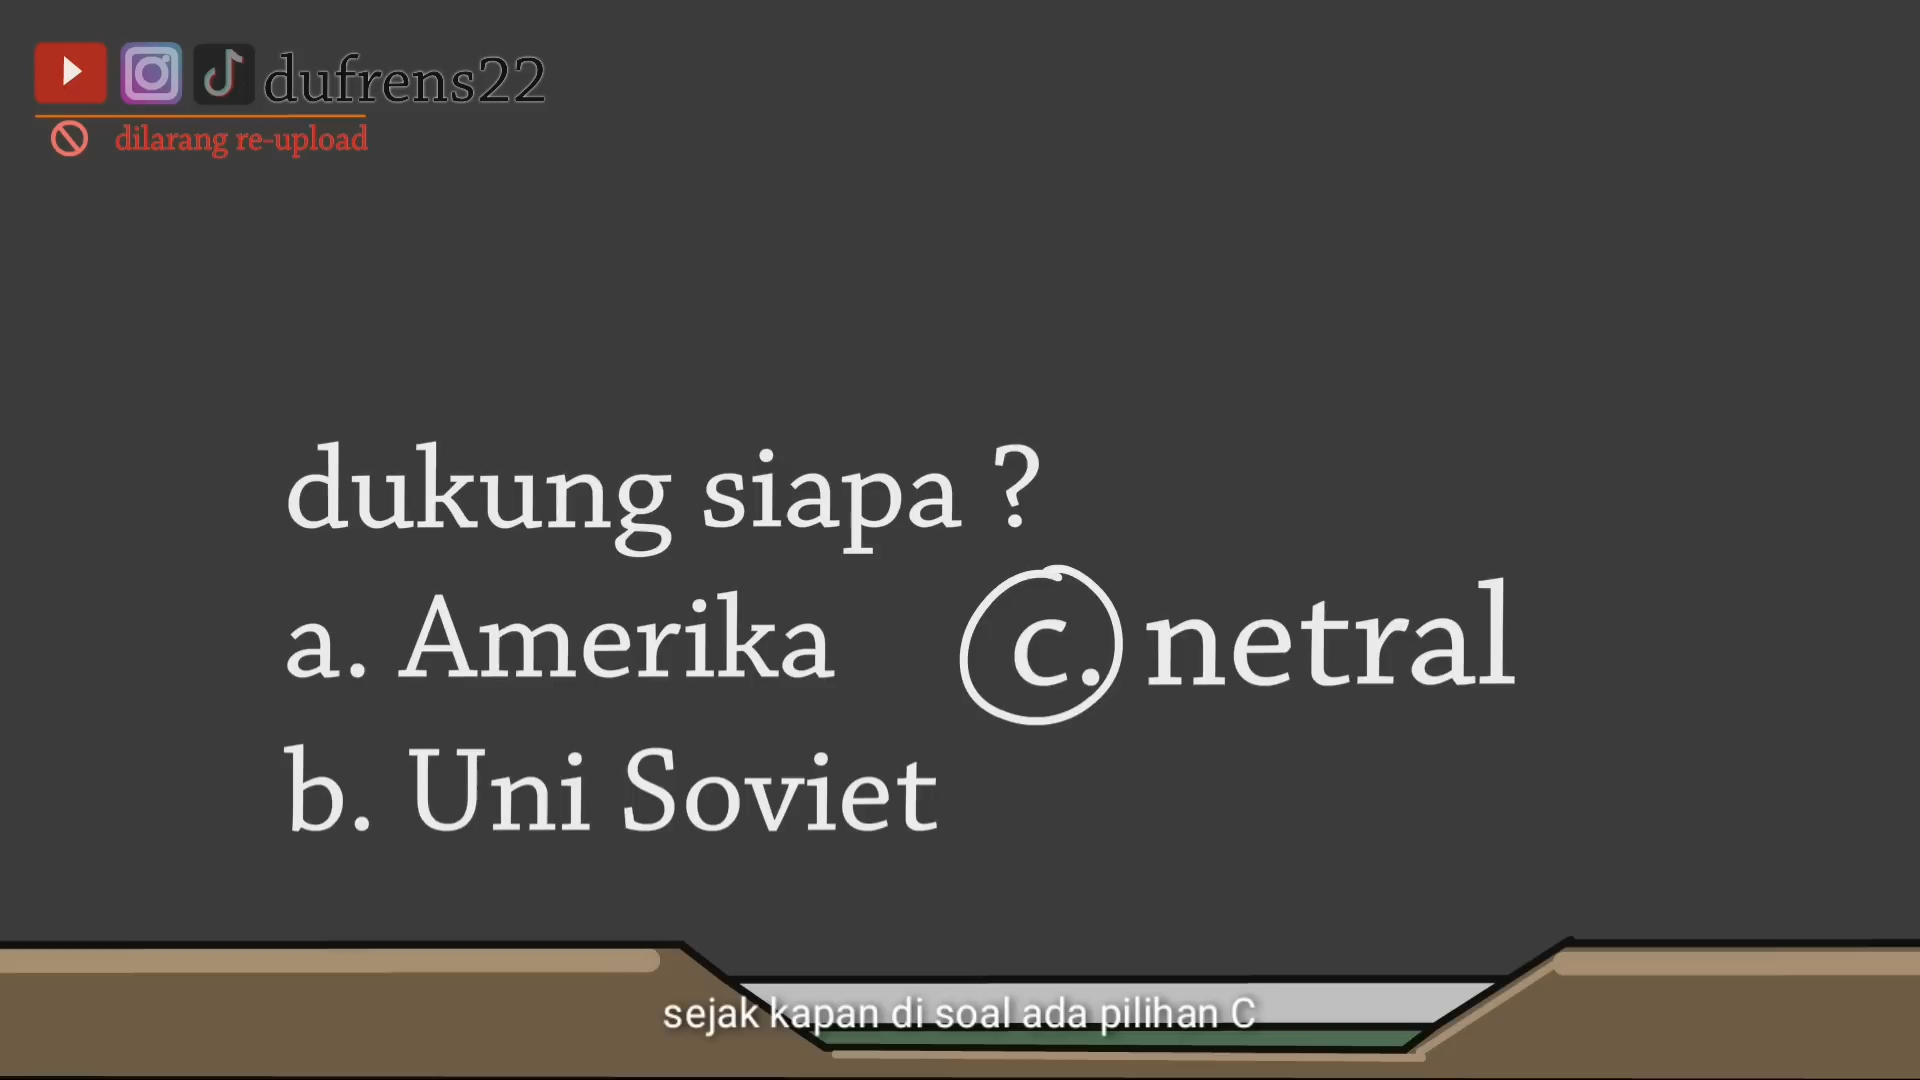 dufrens22
dilarang re-upload
dukung siapa ?
a. Amerika
c. netral
b. Uni Soviet
sejak kapan di soal ada pilihan C